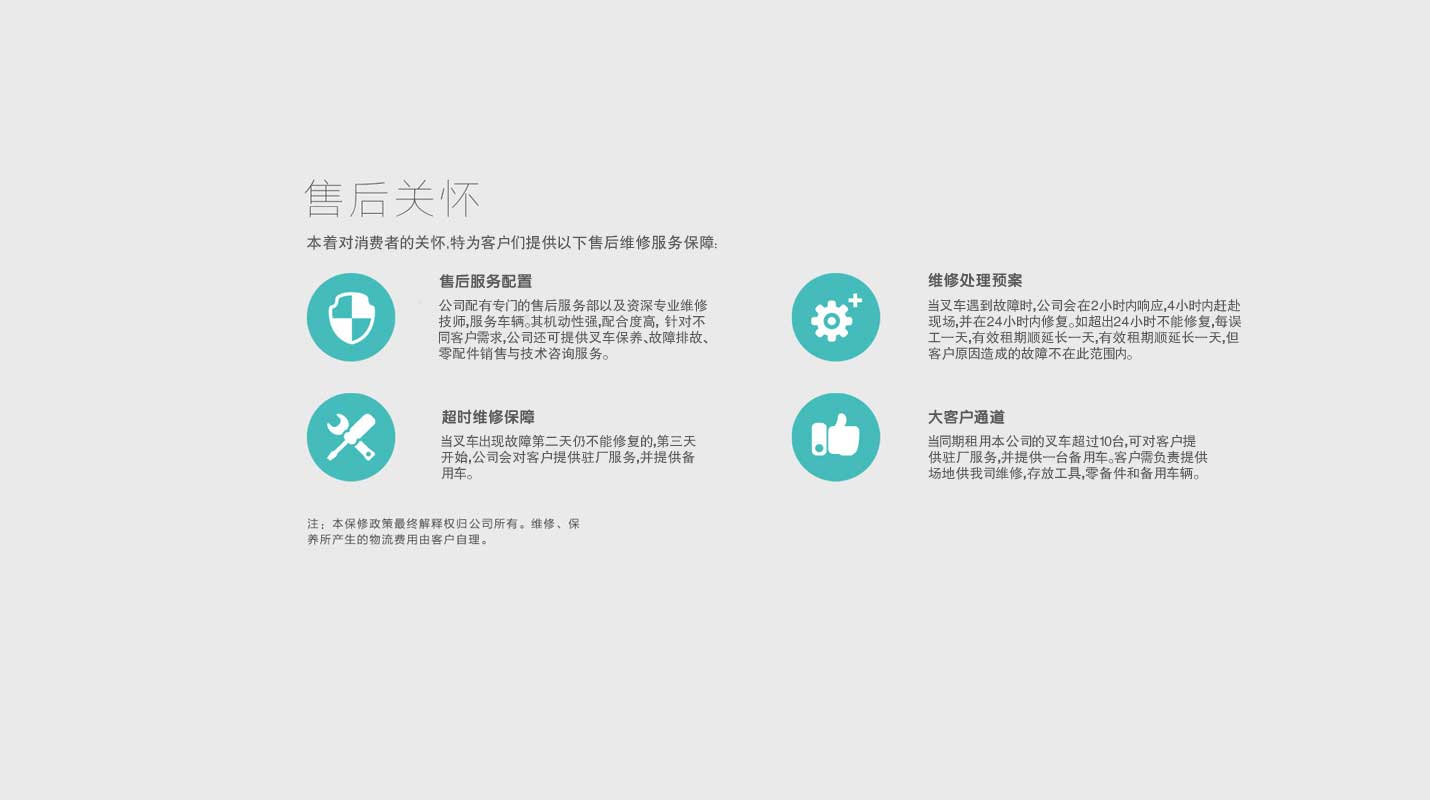 售后关怀
本着对消费者的关怀,特为客户们提供以下售后维修服务保障:
售后服务配置
公司配有专门的售后服务部以及资深专业维修
技师,服务车辆。其机动性强,配合度高, 针对不
同客户需求,公司还可提供叉车保养、故障排故、
零配件销售与技术咨询服务。
维修处理预案
当叉车遇到故障时,公司会在2小时内响应,4小时内赶赴
现场,并在24小时内修复。如超出24小时不能修复,每误
工一天,有效租期顺延长一天,有效租期顺延长一天,但
客户原因造成的故障不在此范围内。
超时维修保障
当叉车出现故障第二天仍不能修复的,第三天
开始,公司会对客户提供驻厂服务,并提供备
用车。
大客户通道
当同期租用本公司的叉车超过10台,可对客户提
供驻厂服务,并提供一台备用车。客户需负责提供
场地供我司维修,存放工具,零备件和备用车辆。
注：本保修政策最终解释权归公司所有。维修、保
养所产生的物流费用由客户自理。